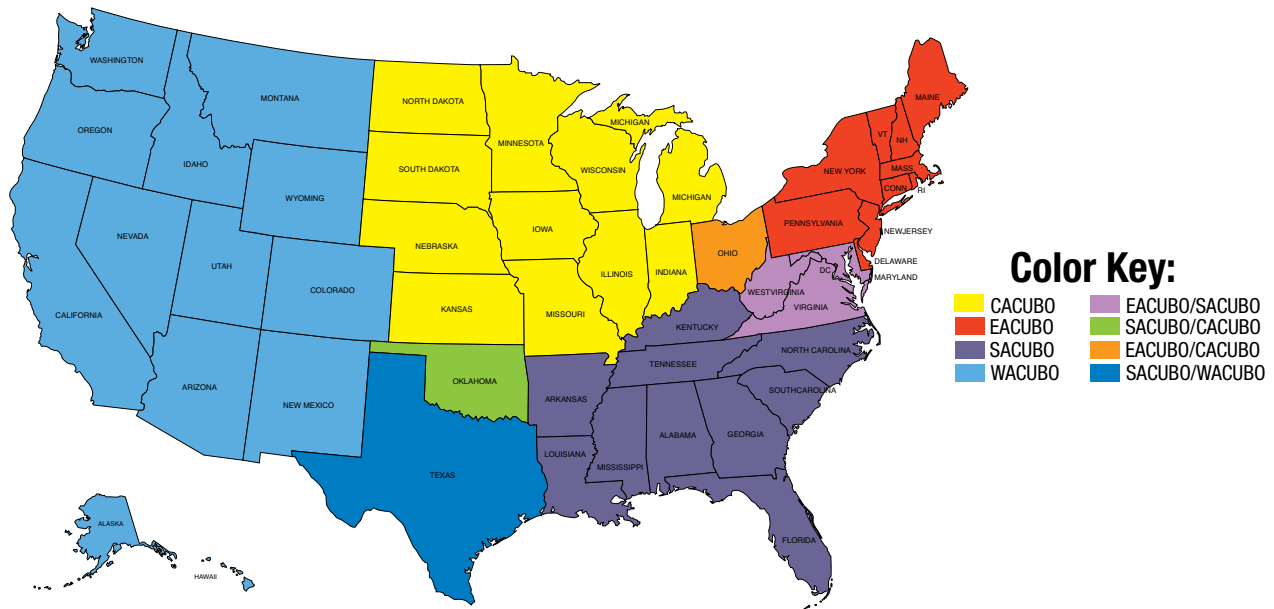 WASHINGTON
MONTANA
OREGON
IDAHO
WYOMING
NEVADA
UTAH
COLORADO
CALIFORNIA
ARIZONA
NEW MEXICO
ALASKA
HAWAII
NORTH DAKOTA
SOUTH DAKOTA
NEBRASKA
KANSAS
MINNESOTA
IOWA
MISSOURI
WISCONSIN
MICHIGAN
MICHIGAN
ILLINOIS
INDIANA
OHIO
OKLAHOMA
TEXAS
ARKANSAS
LOUISIANA
MISSISSIPPI
ALABAMA
GEORGIA
FLORIDA
TENNESSEE
KENTUCKY
NORTH CAROLINA
SOUTHCAROLINA
WESTVIRGINIA
VIRGINIA
DC
MAINE
VT
NH
NEW YORK
MASS
CONN
RI
PENNSYLVANIA
NEWJERSEY
DELAWARE
MARYLAND
Color Key:
CACUBO
EACUBO
SACUBO
WACUBO
EACUBO/SACUBO
SACUBO/CACUBO
EACUBO/CACUBO
SACUBO/WACUBO